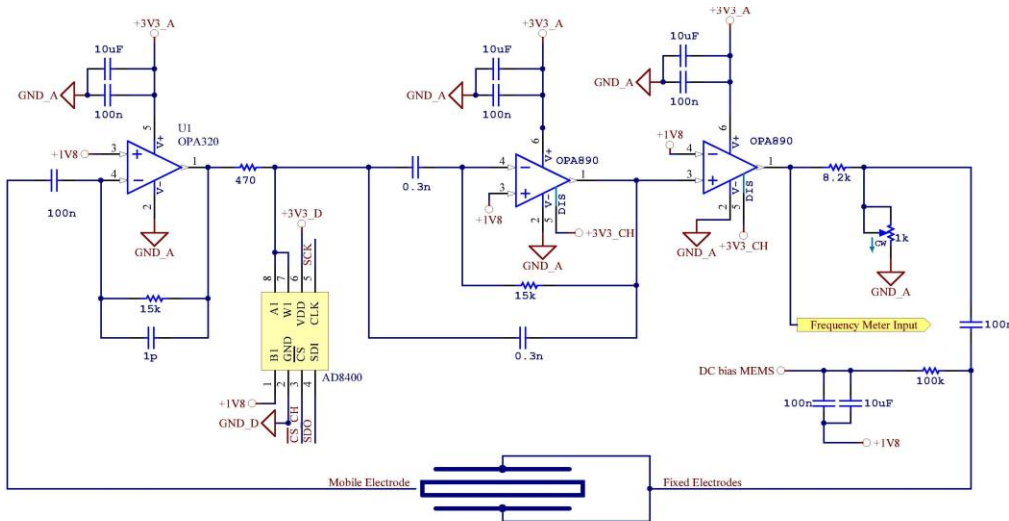 +3V3_A
10uF
GND_A
100n
5
V+
U1
OPA320
+1V8
3
4
1
V-
2
100n
GND_A
15k
1p
470
+3V3_D
SCK
8
7
6
5
A1
W1
VDD
CLK
B1
GND
CS
SDI
AD8400
1
2
3
4
+1V8
GND_D
CS_CH
SDO
+3V3_A
10uF
GND_A
100n
6
V+
OPA890
0.3n
4
3
+1V8
1
V-
DIS
2
5
+3V3_CH
GND_A
15k
0.3n
+3V3_A
10uF
GND_A
100n
6
V+
OPA890
+1V8
4
3
1
V-
DIS
2
5
GND_A
+3V3_CH
8.2k
1k
CW
GND_A
Frequency Meter Input
100n
DC bias MEMS
100k
100n
10uF
+1V8
Mobile Electrode
Fixed Electrodes